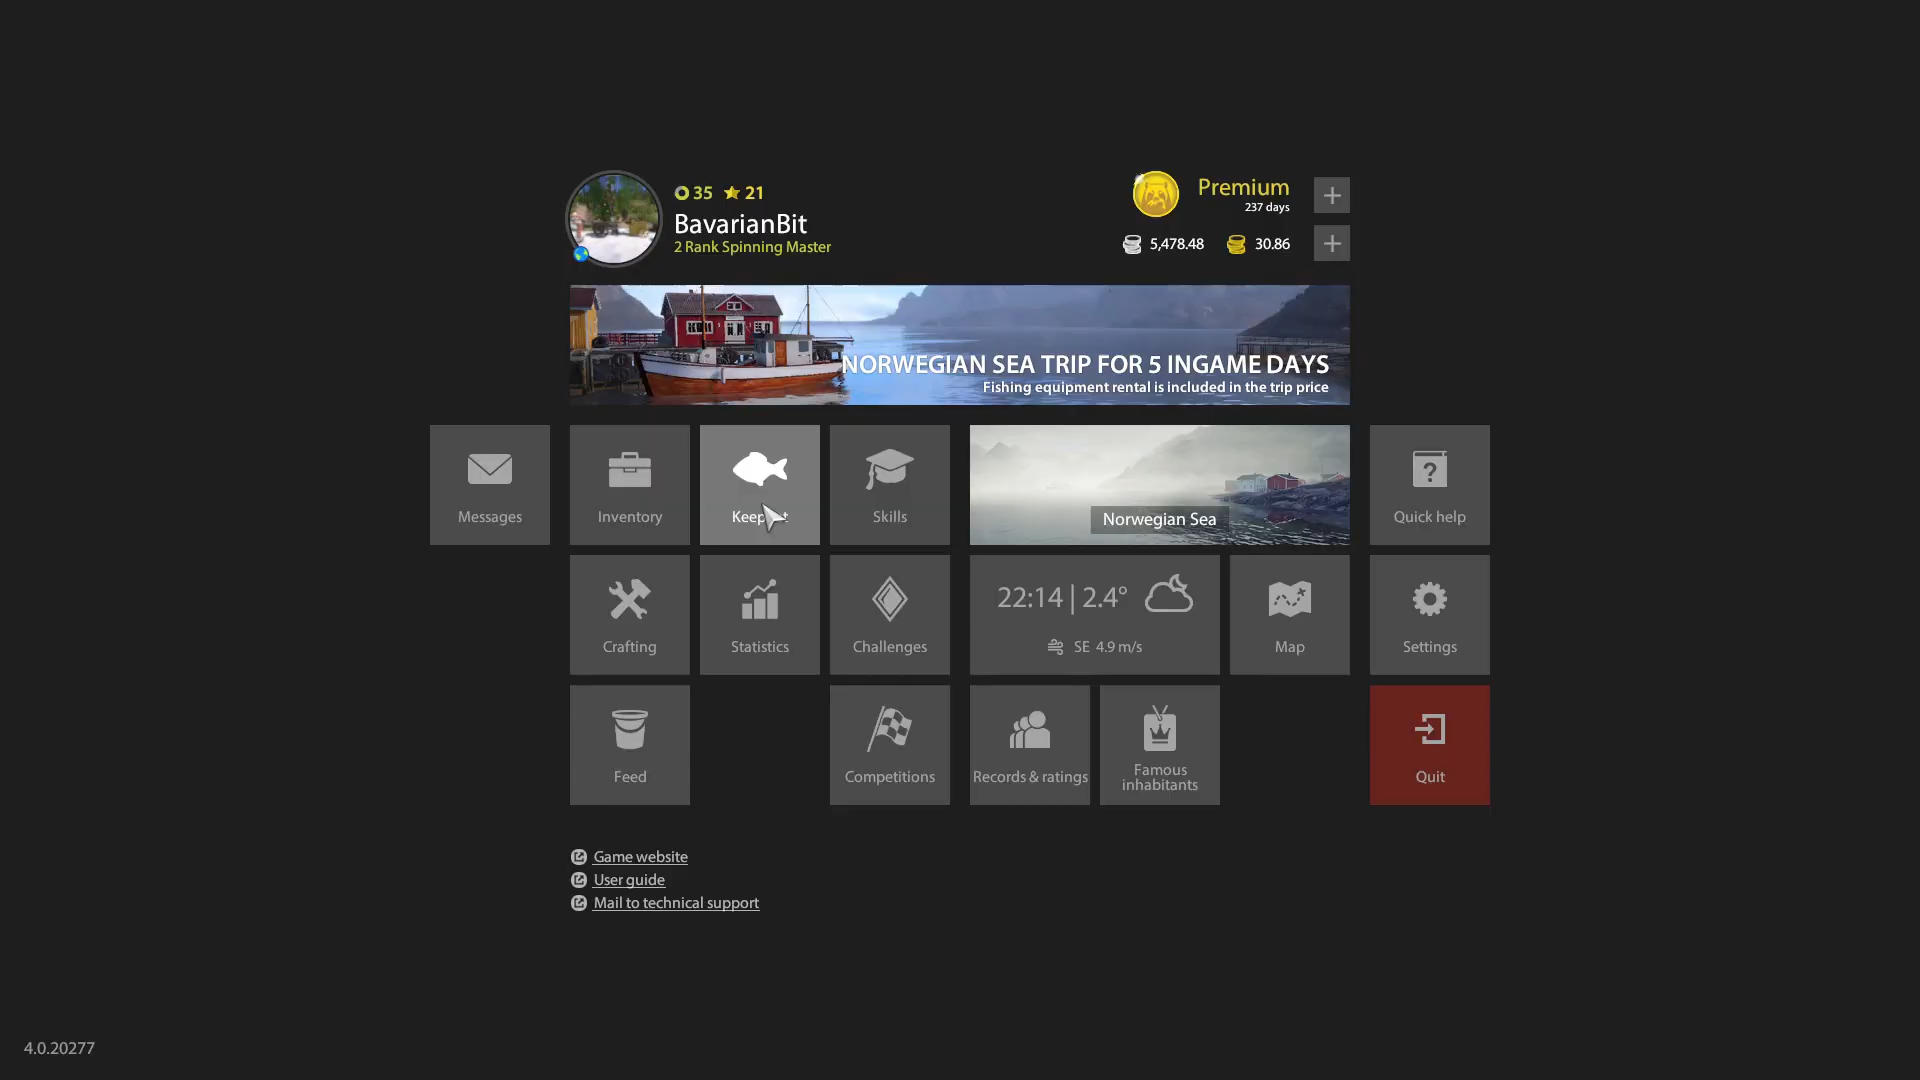 35 21
BavarianBit
2 Rank Spinning Master
Premium
237 days
5,478.48 30.86
NORWEGIAN SEA TRIP FOR 5 INGAME DAYS
Fishing equipment rental is included in the trip price
Messages
Inventory
Skills
Norwegian Sea
Quick help
Crafting
Statistics
Challenges
22:14 | 2.4°
SE 4.9 m/s
Map
Settings
Feed
Competitions
Records & ratings
Famous
inhabitants
Quit
Game website
User guide
Mail to technical support
4.0.20277